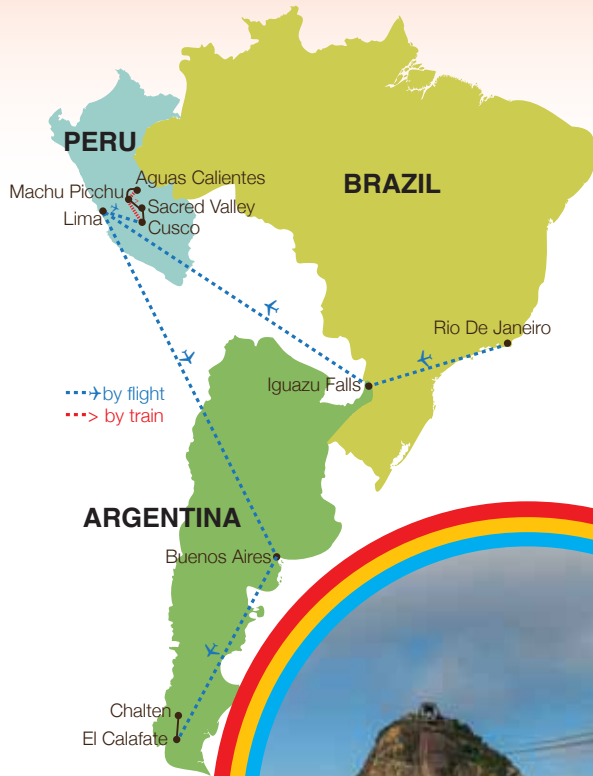 PERU
BRAZIL
Aguas Calientes
Machu Picchu
Sacred Valley
Lima
Cusco
Rio De Janeiro
Iguazu Falls
by flight
> by train
ARGENTINA
Buenos Aires
Chalten
El Calafate